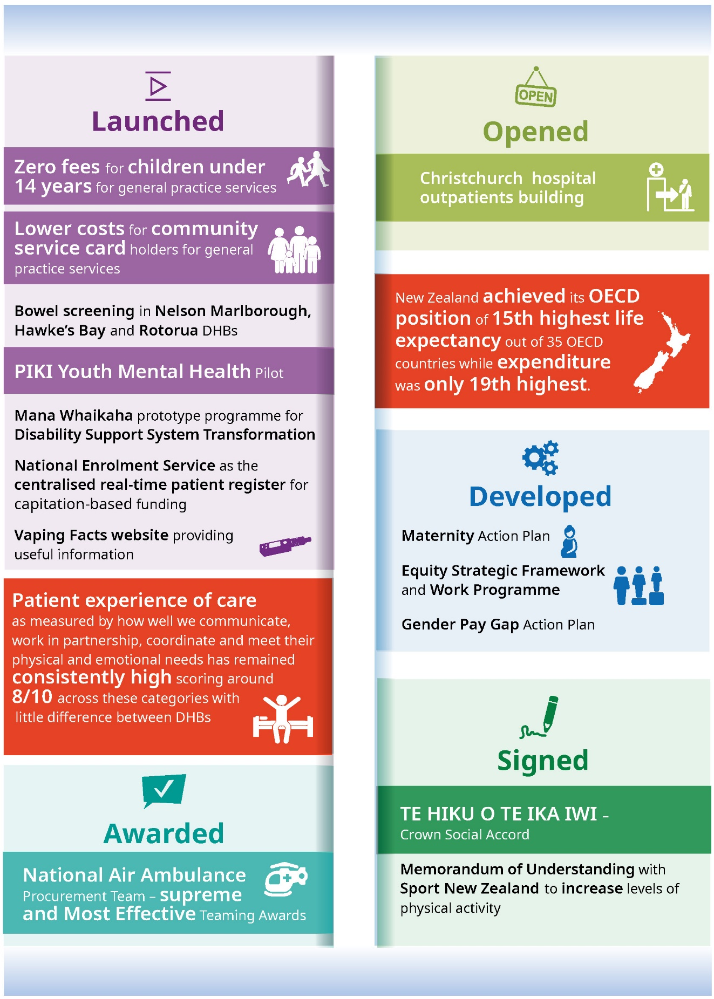 Launched
Zero fees for children under
14 years for general practice services
Lower costs for community
service card holders for general
practice services
Bowel screening in Nelson Marlborough,
Hawke’s Bay and Rotorua DHBs
PIKI Youth Mental Health Pilot
Mana Whaikaha prototype programme for
Disability Support System Transformation
National Enrolment Service as the
centralised real-time patient register for
capitation-based funding
Vaping Facts website providing
useful information
Patient experience of care
as measured by how well we communicate,
work in partnership, coordinate and meet their
physical and emotional needs has remained
consistently high scoring around
8/10 across these categories with
little difference between DHBs
Awarded
National Air Ambulance
Procurement Team – supreme
and Most Effective Teaming Awards
OPEN
Opened
Christchurch hospital
outpatients building
New Zealand achieved its OECD
position of 15th highest life
expectancy out of 35 OECD
countries while expenditure
was only 19th highest.
Developed
Maternity Action Plan
Equity Strategic Framework
and Work Programme
Gender Pay Gap Action Plan
Signed
TE HIKU O TE IKA IWI –
Crown Social Accord
Memorandum of Understanding with
Sport New Zealand to increase levels of
physical activity